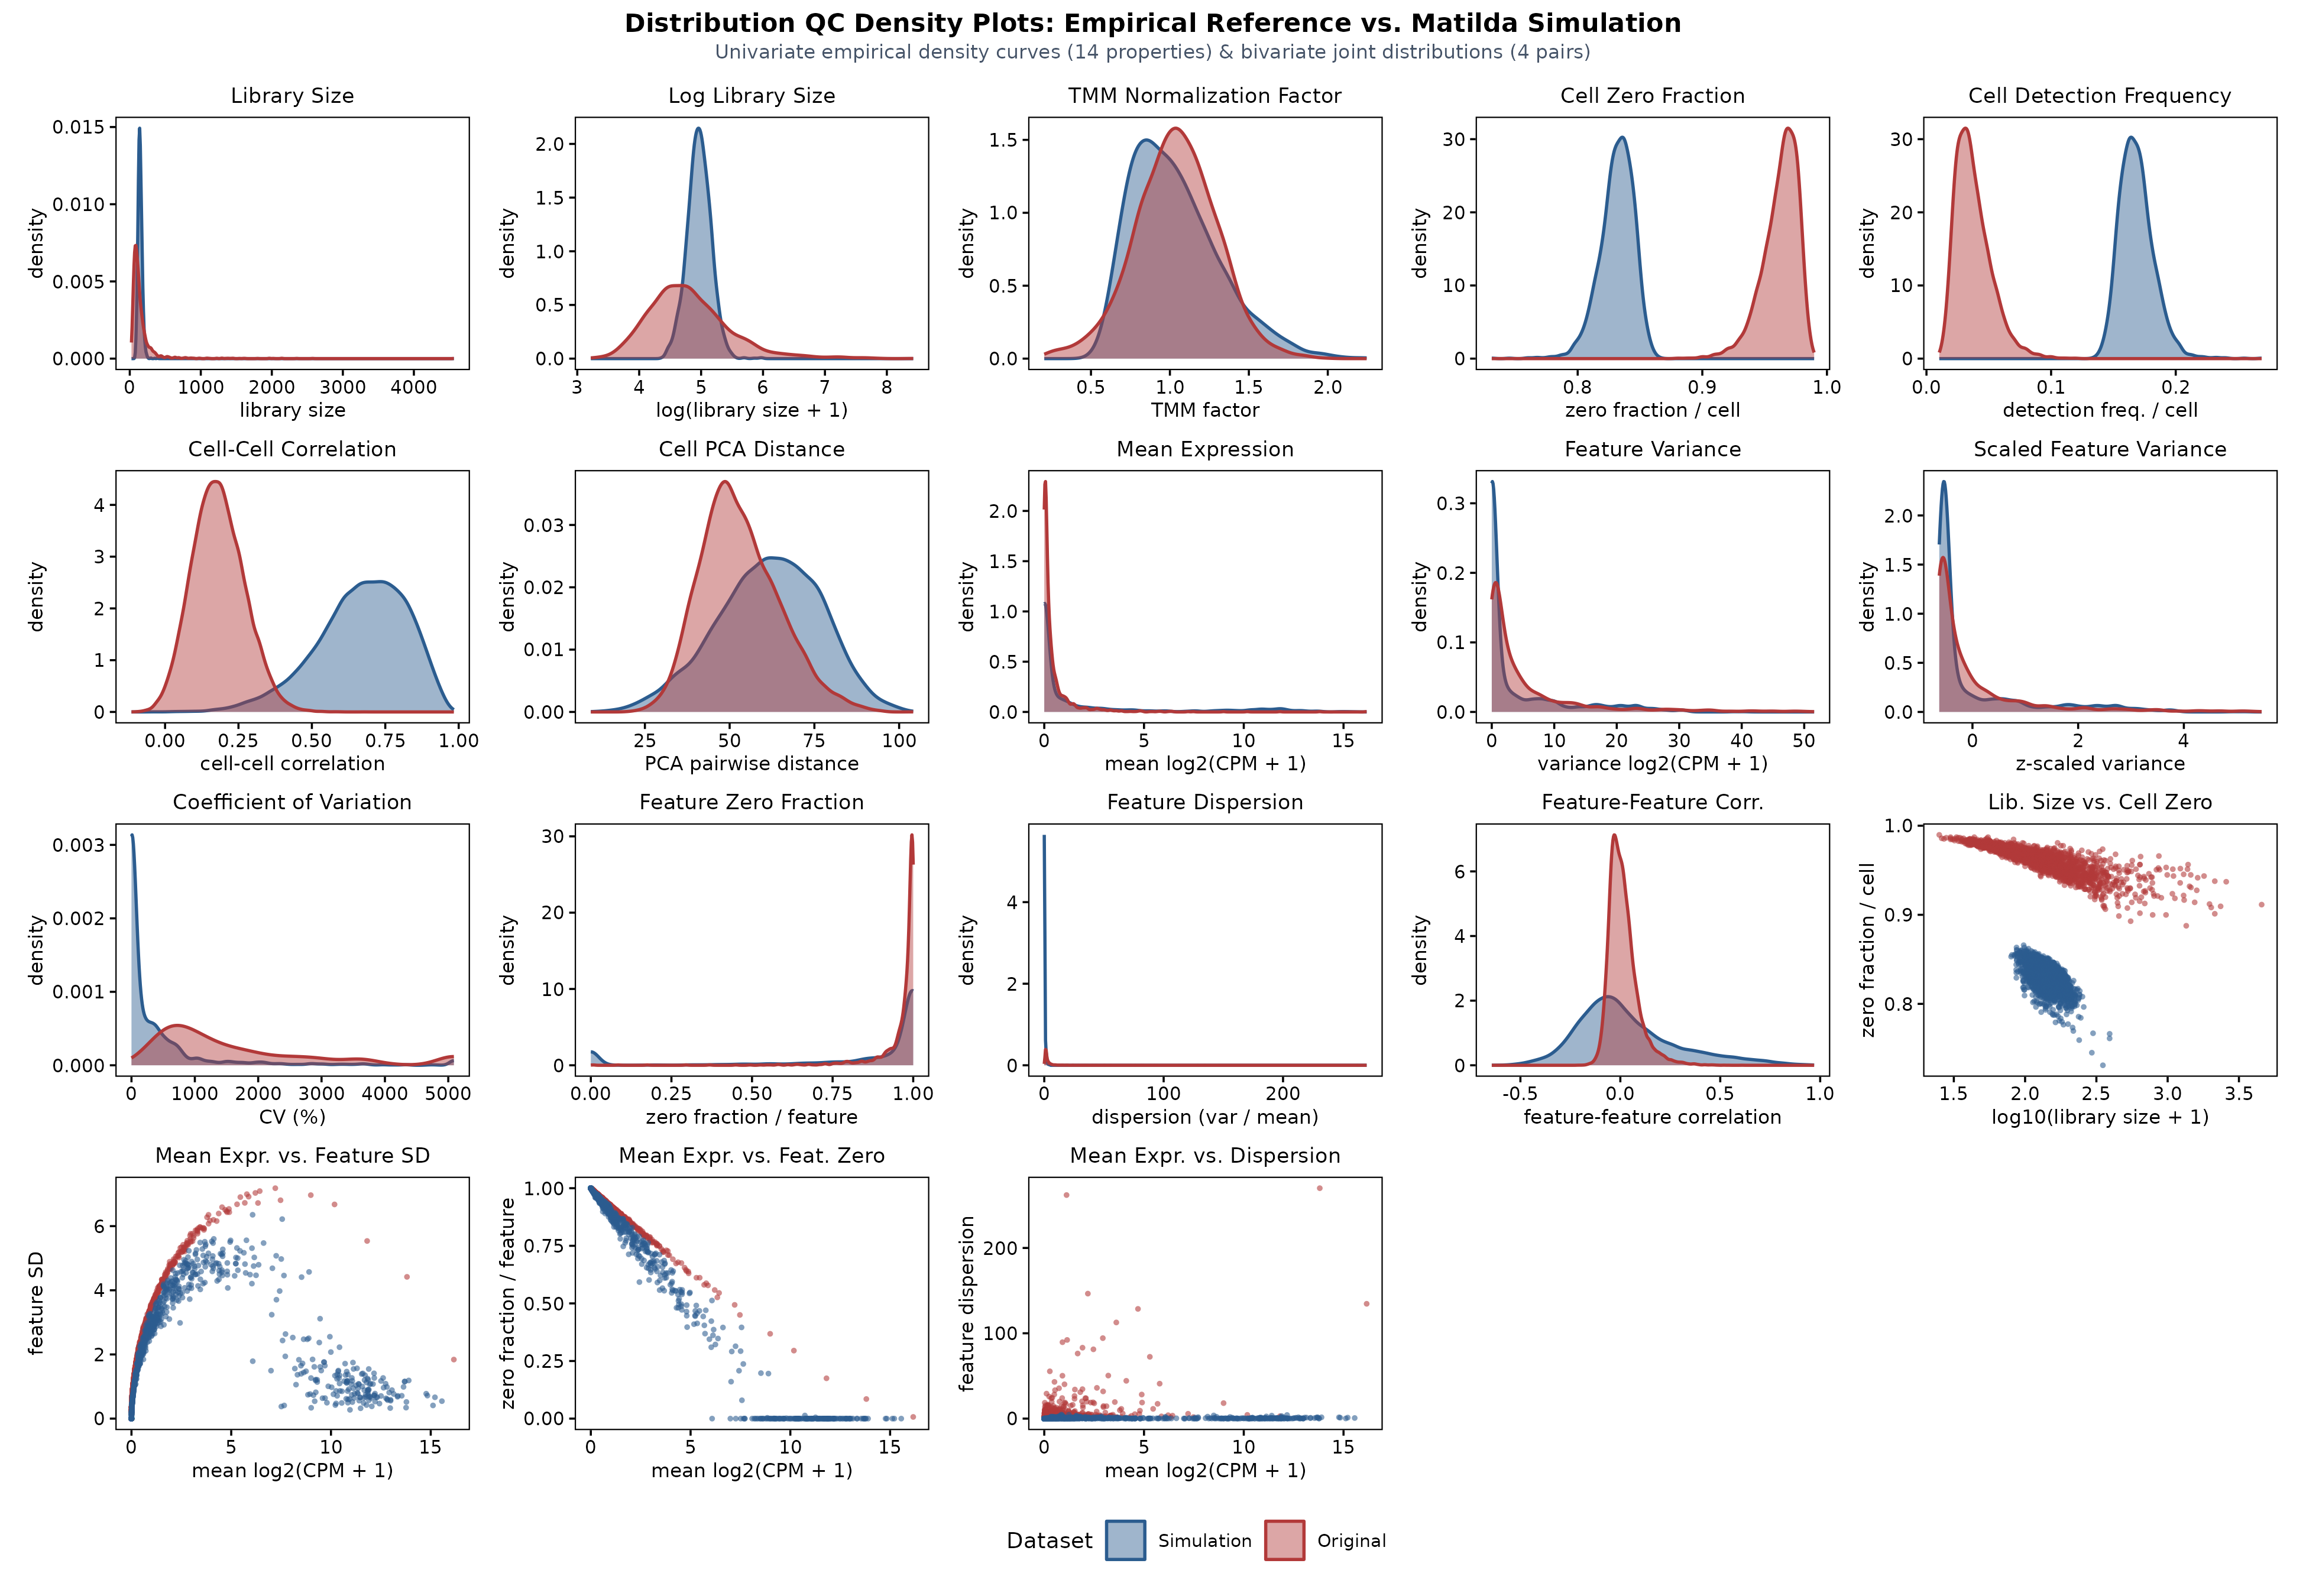 Distribution QC Density Plots: Empirical Reference vs. Matilda Simulation
Univariate empirical density curves (14 properties) & bivariate joint distributions (4 pairs)
Library Size
density
0.015
0.010
0.005
0.000
0 1000 2000 3000 4000
library size
Log Library Size
density
2.0
1.5
1.0
0.5
0.0
3 4 5 6 7 8
log(library size + 1)
TMM Normalization Factor
density
1.5
1.0
0.5
0.0
0.5 1.0 1.5 2.0
TMM factor
Cell Zero Fraction
density
30
20
10
0
0.8 0.9 1.0
zero fraction / cell
Cell Detection Frequency
density
30
20
10
0
0.0 0.1 0.2
detection freq. / cell
Cell-Cell Correlation
density
4
3
2
1
0
0.00 0.25 0.50 0.75 1.00
cell-cell correlation
Cell PCA Distance
density
0.03
0.02
0.01
0.00
25 50 75 100
PCA pairwise distance
Mean Expression
density
2.0
1.5
1.0
0.5
0.0
0 5 10 15
mean log2(CPM + 1)
Feature Variance
density
0.3
0.2
0.1
0.0
0 10 20 30 40 50
variance log2(CPM + 1)
Scaled Feature Variance
density
2.0
1.5
1.0
0.5
0.0
0 2 4
z-scaled variance
Coefficient of Variation
density
0.003
0.002
0.001
0.000
0 1000 2000 3000 4000 5000
CV (%)
Feature Zero Fraction
density
30
20
10
0
0.00 0.25 0.50 0.75 1.00
zero fraction / feature
Feature Dispersion
density
4
2
0
0 100 200
dispersion (var / mean)
Feature-Feature Corr.
density
6
4
2
0
-0.5 0.0 0.5 1.0
feature-feature correlation
Lib. Size vs. Cell Zero
zero fraction / cell
1.0
0.9
0.8
1.5 2.0 2.5 3.0 3.5
log10(library size + 1)
Mean Expr. vs. Feature SD
feature SD
6
4
2
0
0 5 10 15
mean log2(CPM + 1)
Mean Expr. vs. Feat. Zero
zero fraction / feature
1.00
0.75
0.50
0.25
0.00
0 5 10 15
mean log2(CPM + 1)
Mean Expr. vs. Dispersion
feature dispersion
200
100
0
0 5 10 15
mean log2(CPM + 1)
Dataset Simulation Original